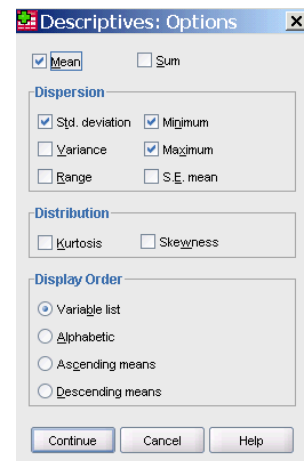 Descriptives: Options
Mean Sum
Dispersion
Std. deviation Minimum
Variance Maximum
Range S.E. mean
Distribution
Kurtosis Skewness
Display Order
Variable list
Alphabetic
Ascending means
Descending means
Continue Cancel Help